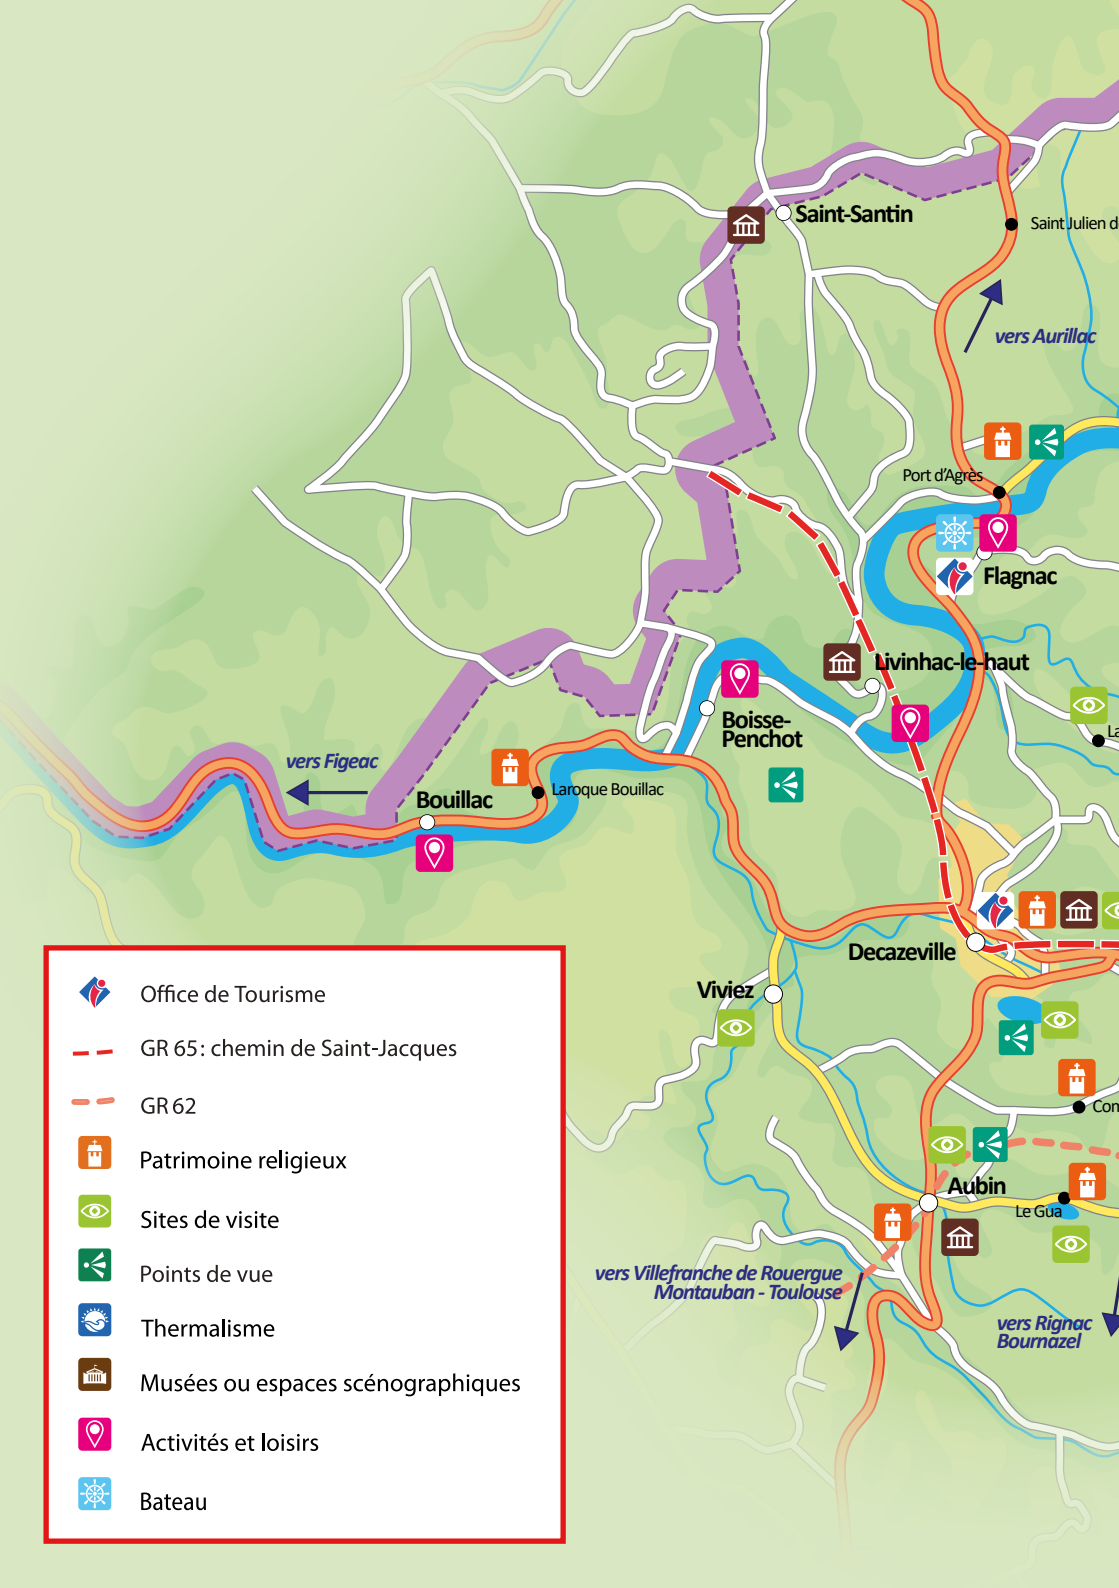 Saint-Santin
Saint Julien d
vers Aurillac
Port d'Agrès
Flagnac
Livinhac-le-haut
Boisse-
Penchot
La
vers Figeac
Laroque Bouillac
Bouillac
Decazeville
Viviez
Com
Aubin
Le Gua
vers Villefranche de Rouergue
Montauban - Toulouse
vers Rignac
Bournazel
Office de Tourisme
GR 65: chemin de Saint-Jacques
GR 62
Patrimoine religieux
Sites de visite
Points de vue
Thermalisme
Musées ou espaces scénographiques
Activités et loisirs
Bateau